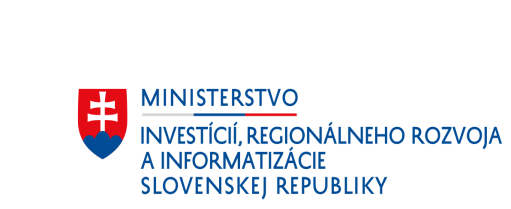 MINISTERSTVO
INVESTÍCIÍ, REGIONÁLNEHO ROZVOJA
A INFORMATIZÁCIE
SLOVENSKEJ REPUBLIKY